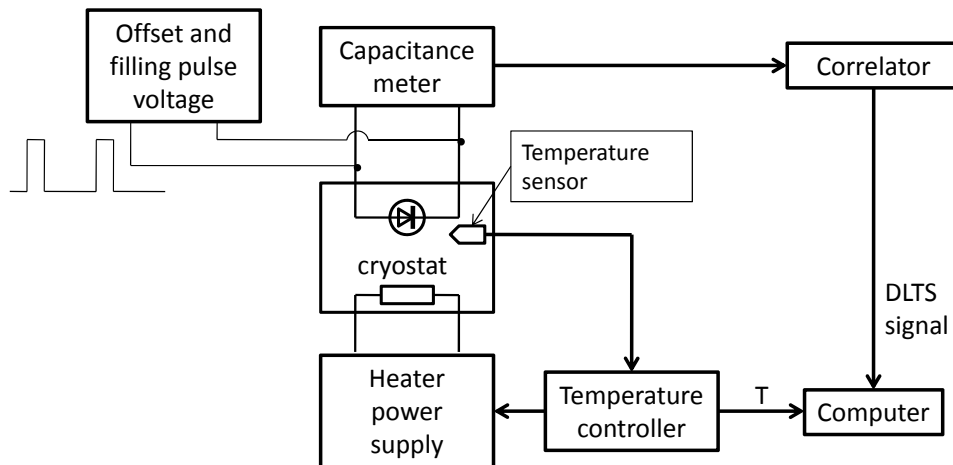 Offset and
filling pulse
voltage
Capacitance
meter
Correlator
Temperature
sensor
cryostat
DLTS
signal
Heater
power
supply
Temperature
controller
T
Computer